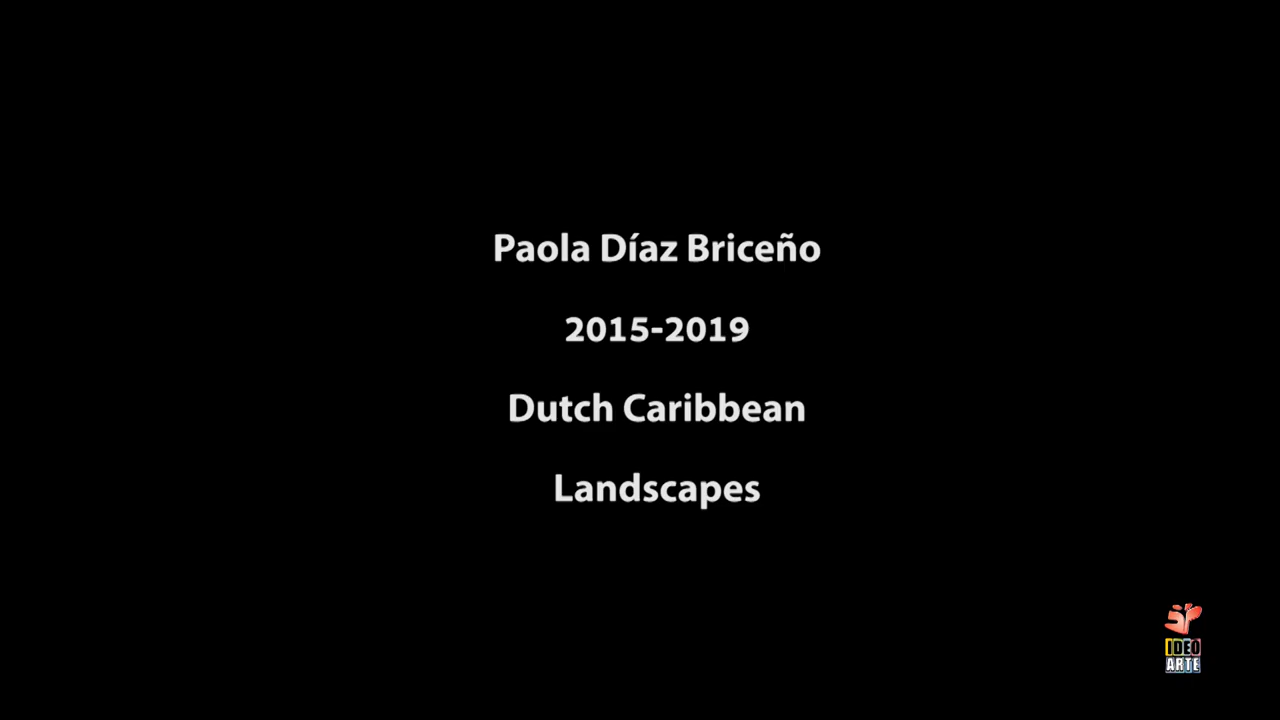 Paola Díaz Briceño
2015-2019
Dutch Caribbean
Landscapes
IDEO
ARTE